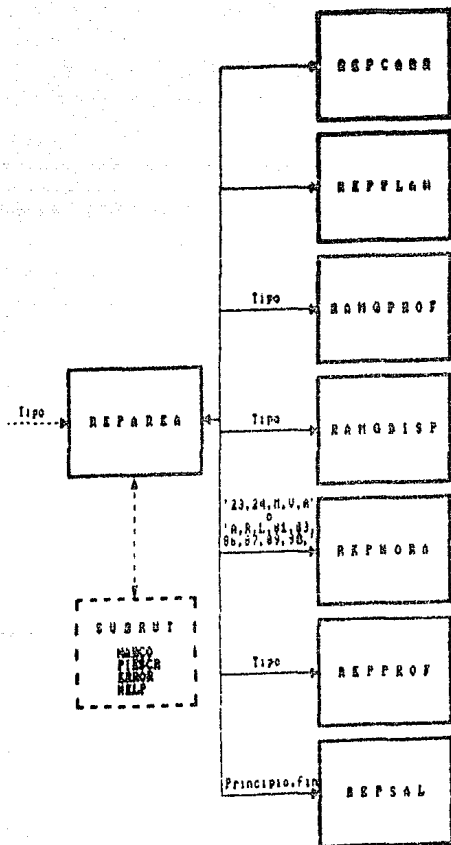 REPCARR
REPPLAN
Tipo
RANGPROF
Tipo
REPAREA
Tipo
RANGDISP
'23,24,M,V,A'
o
REPHORA
SUBRUT
MARCO
ERROR
HELP
Tipo
REPPROF
Principio,fin
REPSAL